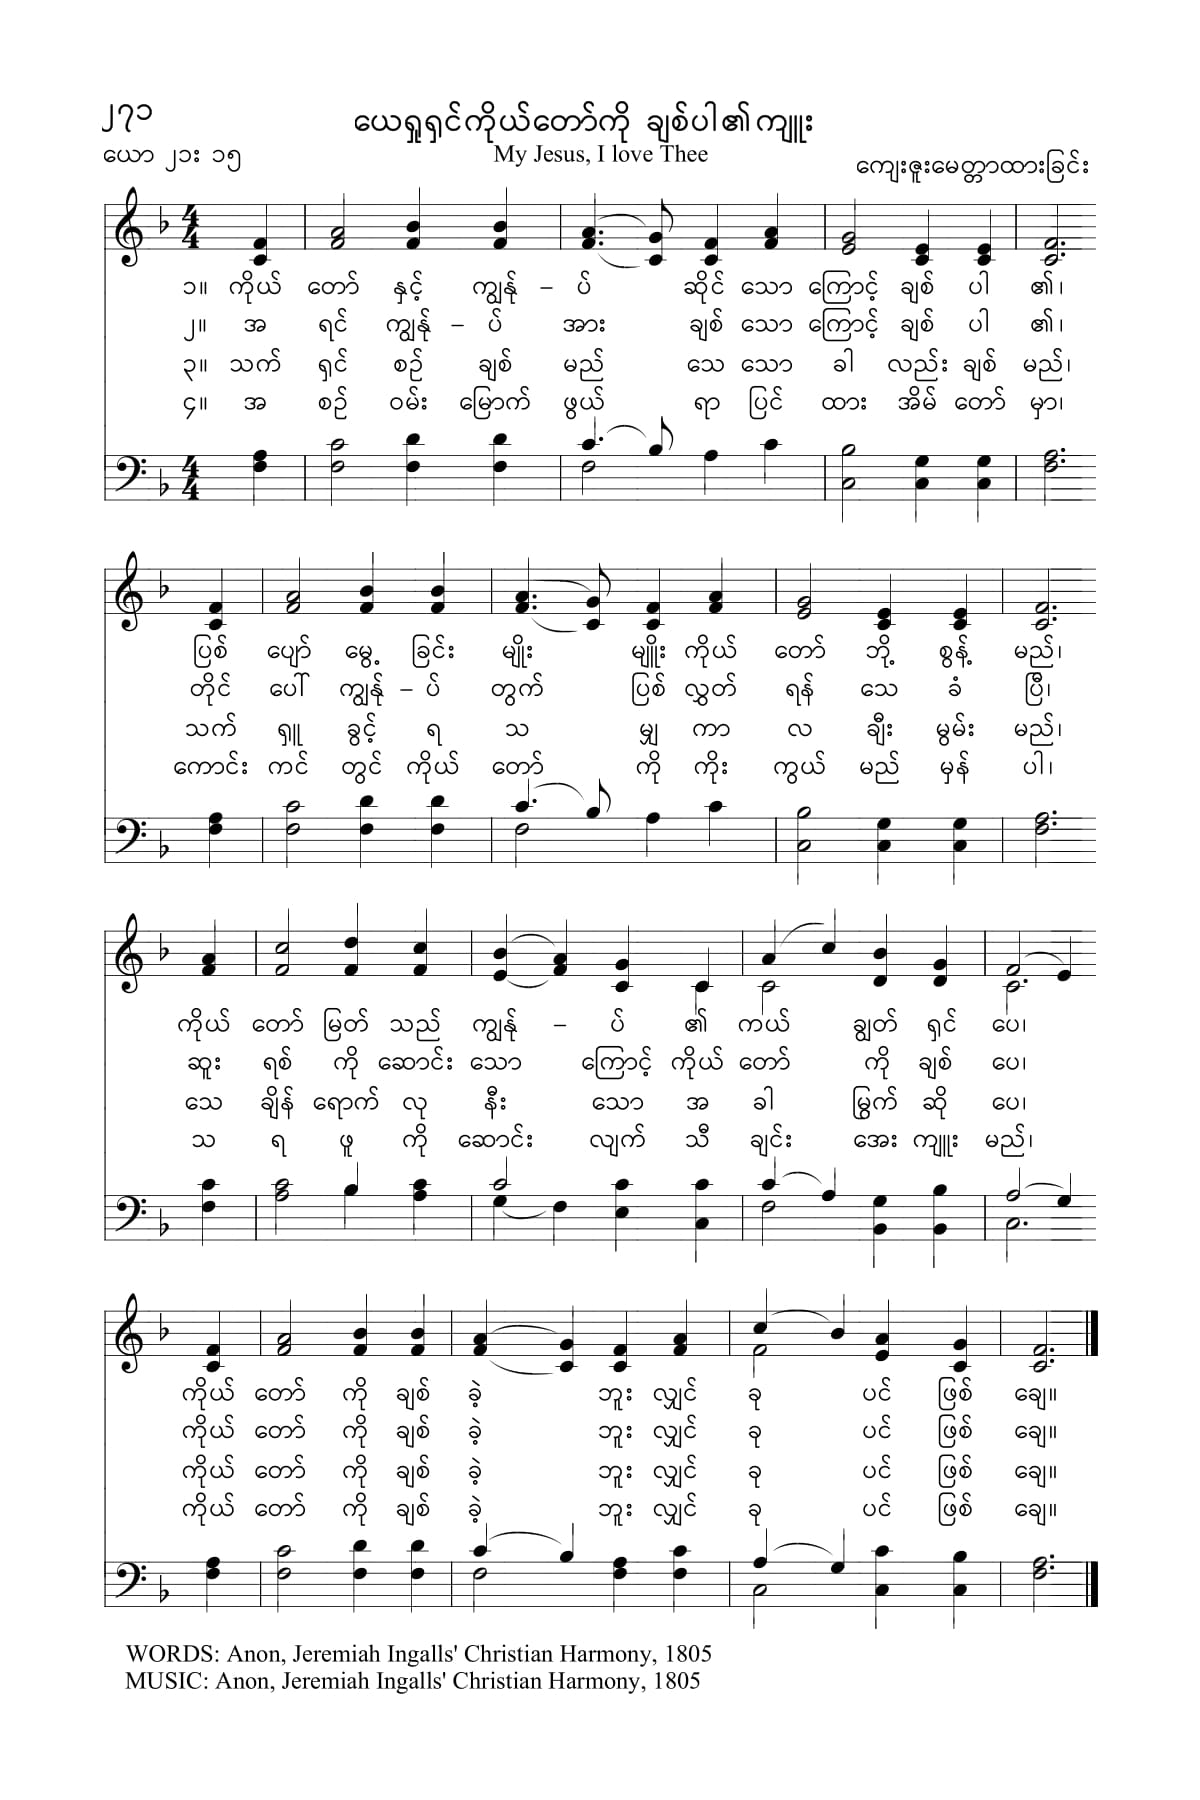 ၂၇၁
ယေရှုရှင်ကိုယ်တော်ကို ချစ်ပါ၏ကျူး
ယော ၂၁း ၁၅
My Jesus, I love Thee
ကျေးဇူးမေတ္တာထားခြင်း
၁။ ကိုယ် တော် နှင့် ကျွန် – ုပ် ဆိုင် သော ကြောင့် ချစ် ပါ ၏၊
၂။ အ ရင် ကျွန်ု – ပ် အား ချစ် သော ကြောင့် ချစ် ပါ ၏၊
၃။ သက် ရှင် စဉ် ချစ် မည် သေ သော ခါ လည်း ချစ် မည်၊
၄။ အ စဉ် ဝမ်း မြောက် ဖွယ် ရာ ပြင် ထား အိမ် တော် မှာ၊
ပြစ် ပျော် မွေ့ ခြင်း မျိုး မျိူး ကိုယ် တော် ဘို့ စွန့် မည်၊
တိုင် ပေါ် ကျွန်ု – ပ် တွက် ပြစ် လွှတ် ရန် သေ ခံ ပြီ၊
သက် ရှူ ခွင့် ရ သ မျှ ကာ လ ချီး မွမ်း မည်၊
ကောင်း ကင် တွင် ကိုယ် တော် ကို ကိုး ကွယ် မည် မှန် ပါ၊
ကိုယ် တော် မြတ် သည် ကျွန်ု – ပ် ၏ ကယ် ချွတ် ရှင် ပေ၊
ဆူး ရစ် ကို ဆောင်း သော ကြောင့် ကိုယ် တော် ကို ချစ် ပေ၊
သေ ချိန် ရောက် လု နီး သော အ ခါ မြွက် ဆို ပေ၊
သ ရ ဖူ ကို ဆောင်း လျက် သီ ချင်း အေး ကျူး မည်၊
ကိုယ် တော် ကို ချစ် ခဲ့ ဘူး လျှင် ခု ပင် ဖြစ် ချေ။
ကိုယ် တော် ကို ချစ် ခဲ့ ဘူး လျှင် ခု ပင် ဖြစ် ချေ။
ကိုယ် တော် ကို ချစ် ခဲ့ ဘူး လျှင် ခု ပင် ဖြစ် ချေ။
ကိုယ် တော် ကို ချစ် ခဲ့ ဘူး လျှင် ခု ပင် ဖြစ် ချေ။
WORDS: Anon, Jeremiah Ingalls' Christian Harmony, 1805
MUSIC: Anon, Jeremiah Ingalls' Christian Harmony, 1805